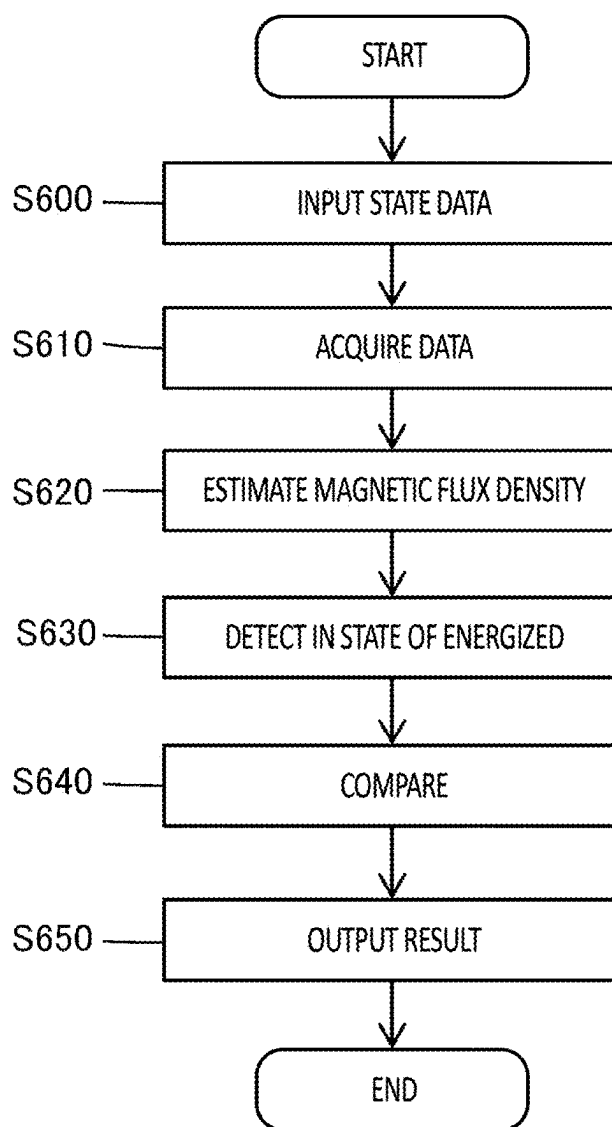 START
S600
INPUT STATE DATA
S610
ACQUIRE DATA
S620
ESTIMATE MAGNETIC FLUX DENSITY
S630
DETECT IN STATE OF ENERGIZED
S640
COMPARE
S650
OUTPUT RESULT
END